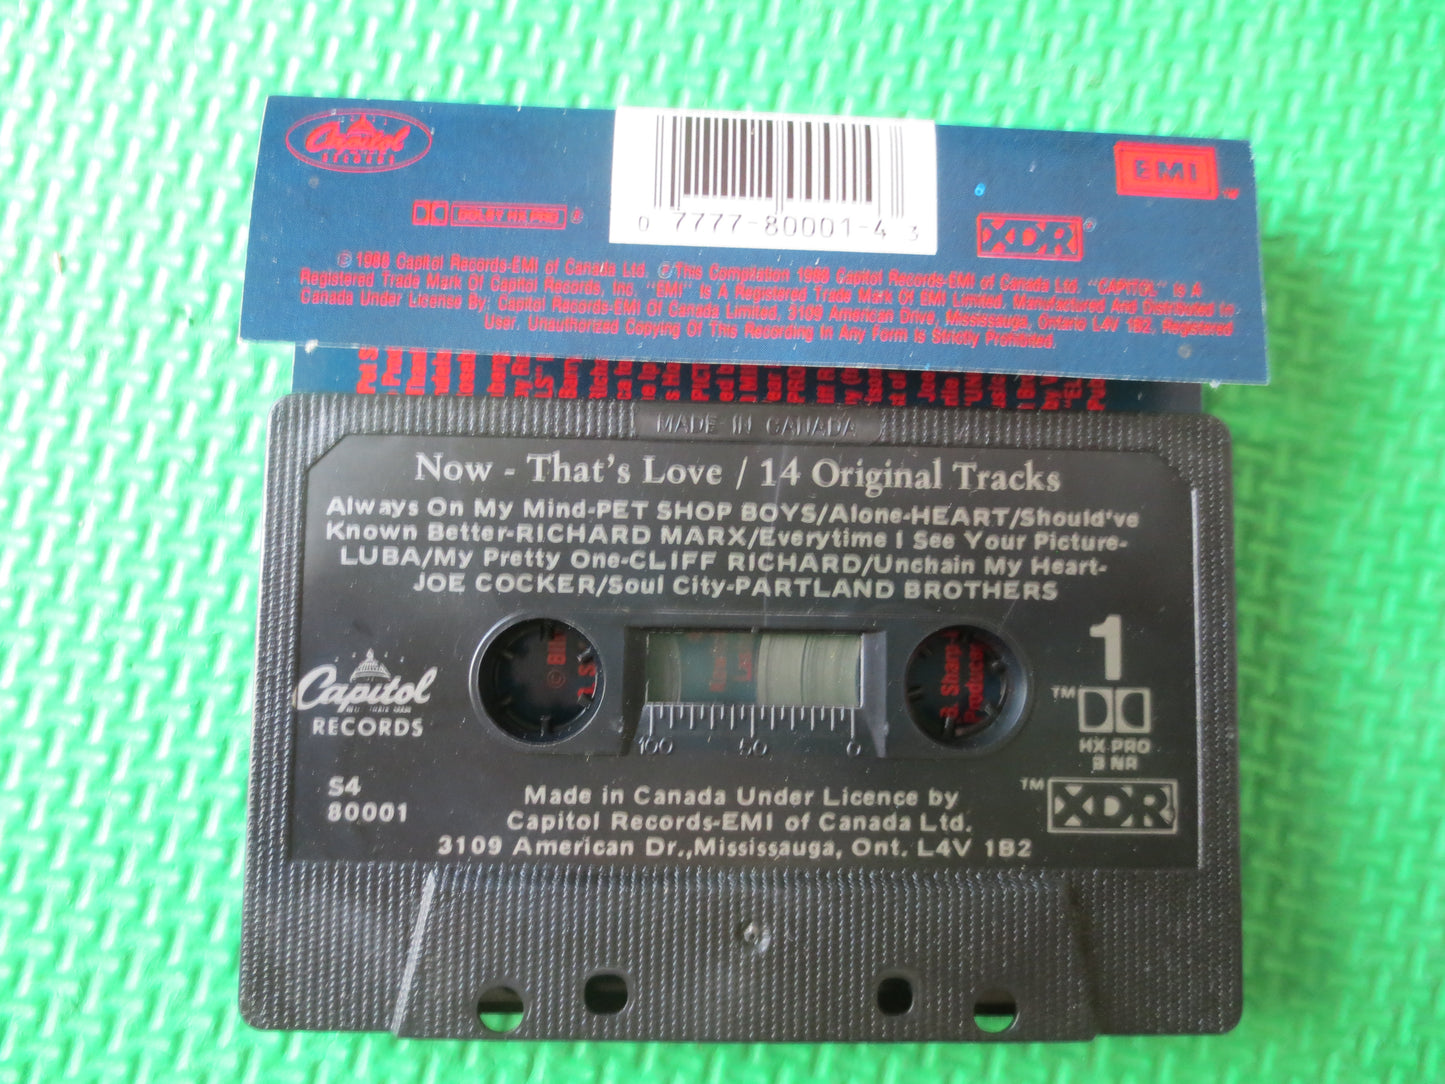 Capitol
RECORDS
EMI
TM
DOLBY HX PRO ®
0 7777-80001-4 3
XDR ®
℗ 1988 Capitol Records-EMI of Canada Ltd. © This Compilation 1988 Capitol Records-EMI of Canada Ltd. "CAPITOL" Is A
Registered Trade Mark Of Capitol Records, Inc. "EMI" Is A Registered Trade Mark Of EMI Limited. Manufactured And Distributed In
Canada Under License By: Capitol Records-EMI Of Canada Limited, 3109 American Drive, Mississauga, Ontario L4V 1B2, Registered
User. Unauthorized Copying Of This Recording In Any Form Is Strictly Prohibited.
MADE IN CANADA
Now - That's Love / 14 Original Tracks
Always On My Mind-PET SHOP BOYS/Alone-HEART/Should've
Known Better-RICHARD MARX/Everytime I See Your Picture-
LUBA/My Pretty One-CLIFF RICHARD/Unchain My Heart-
JOE COCKER/Soul City-PARTLAND BROTHERS
1
Capitol
RECORDS
TM
HX PRO
B NR
100 50 0
S4
80001
TM XDR
Made in Canada Under Licence by
Capitol Records-EMI of Canada Ltd.
3109 American Dr.,Mississauga, Ont. L4V 1B2